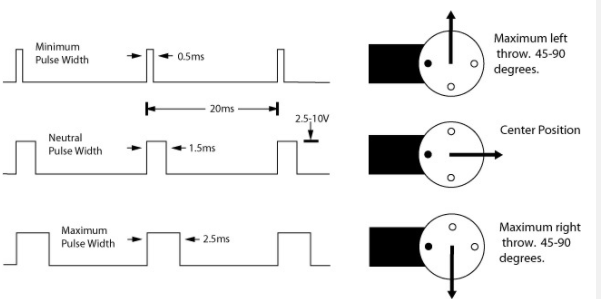 Minimum
Pulse Width
0.5ms
Maximum left
throw. 45-90
degrees.
20ms
2.5-10V
Neutral
Pulse Width
1.5ms
Center Position
Maximum
Pulse Width
2.5ms
Maximum right
throw. 45-90
degrees.